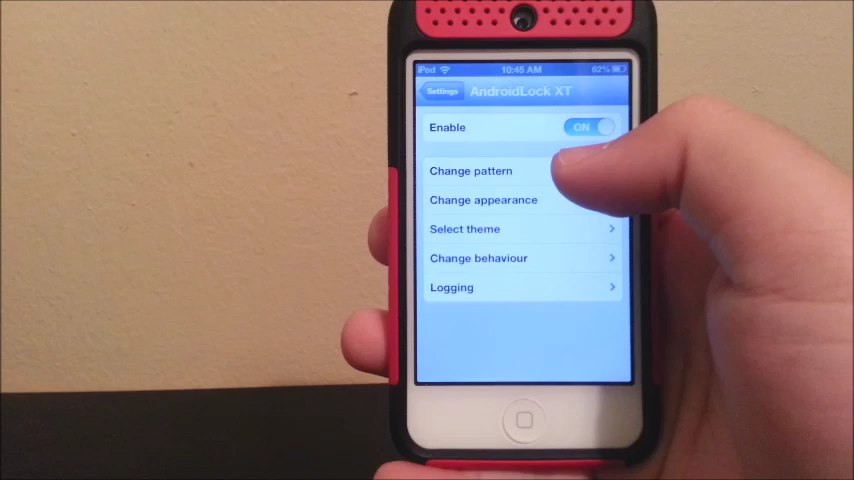 iPod 10:45 AM 62%
Settings AndroidLock XT
Enable ON
Change pattern
Change appearance
Select theme
Change behaviour
Logging